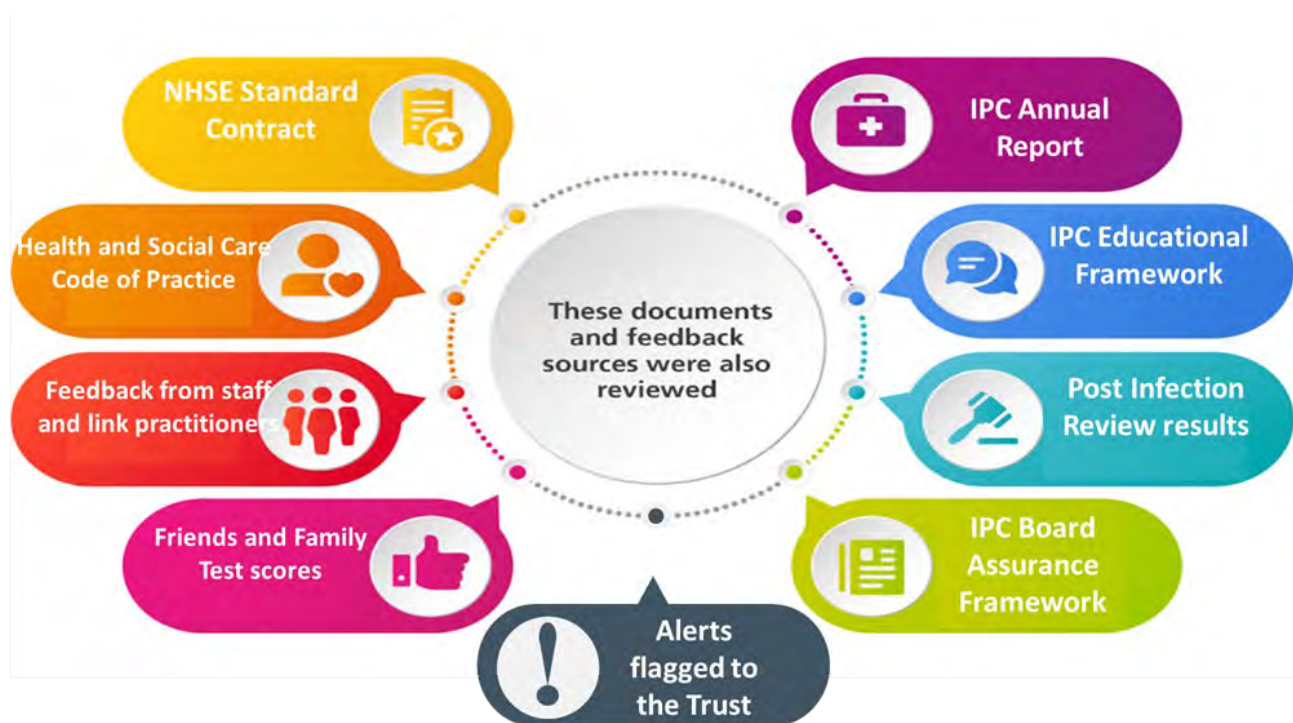 NHSE Standard
Contract
Health and Social Care
Code of Practice
Feedback from staff
and link practitioners
Friends and Family
Test scores
These documents
and feedback
sources were also
reviewed
IPC Annual
Report
IPC Educational
Framework
Post Infection
Review results
IPC Board
Assurance
Framework
Alerts
flagged to
the Trust